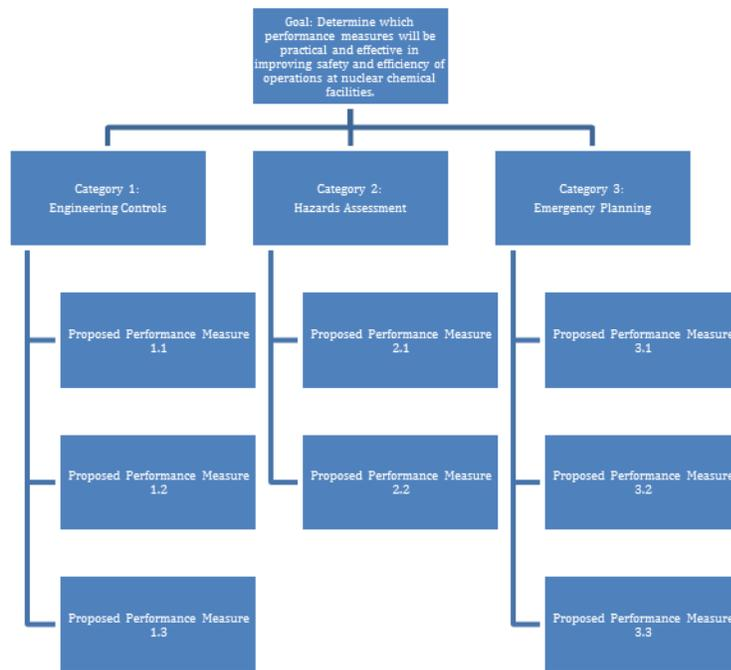 Goal: Determine which
performance measures will be
practical and effective in
improving safety and efficiency of
operations at nuclear chemical
facilities.
Category 1:
Engineering Controls
Category 2:
Hazards Assessment
Category 3:
Emergency Planning
Proposed Performance Measure
1.1
Proposed Performance Measure
1.2
Proposed Performance Measure
1.3
Proposed Performance Measure
2.1
Proposed Performance Measure
2.2
Proposed Performance Measure
3.1
Proposed Performance Measure
3.2
Proposed Performance Measure
3.3